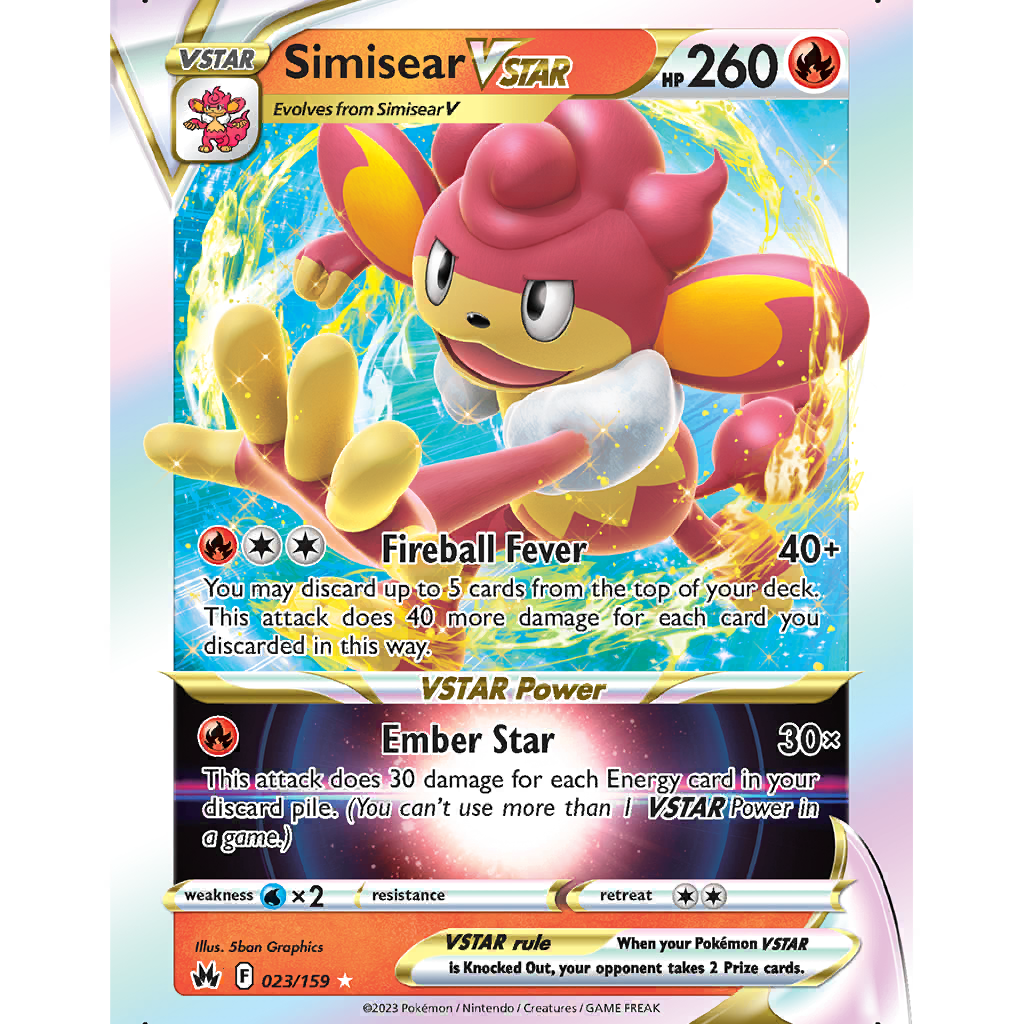 VSTAR
Simisear VSTAR
HP 260
Evolves from Simisear V
Fireball Fever 40+
You may discard up to 5 cards from the top of your deck.
This attack does 40 more damage for each card you
discarded in this way.
VSTAR Power
Ember Star 30×
This attack does 30 damage for each Energy card in your
discard pile. (You can't use more than 1 VSTAR Power in
a game.)
weakness ×2 resistance retreat
Illus. 5ban Graphics
VSTAR rule When your Pokémon VSTAR
is Knocked Out, your opponent takes 2 Prize cards.
F 023/159
©2023 Pokémon / Nintendo / Creatures / GAME FREAK